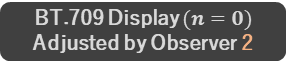 BT.709 Display (𝑛 = 0)
Adjusted by Observer 2